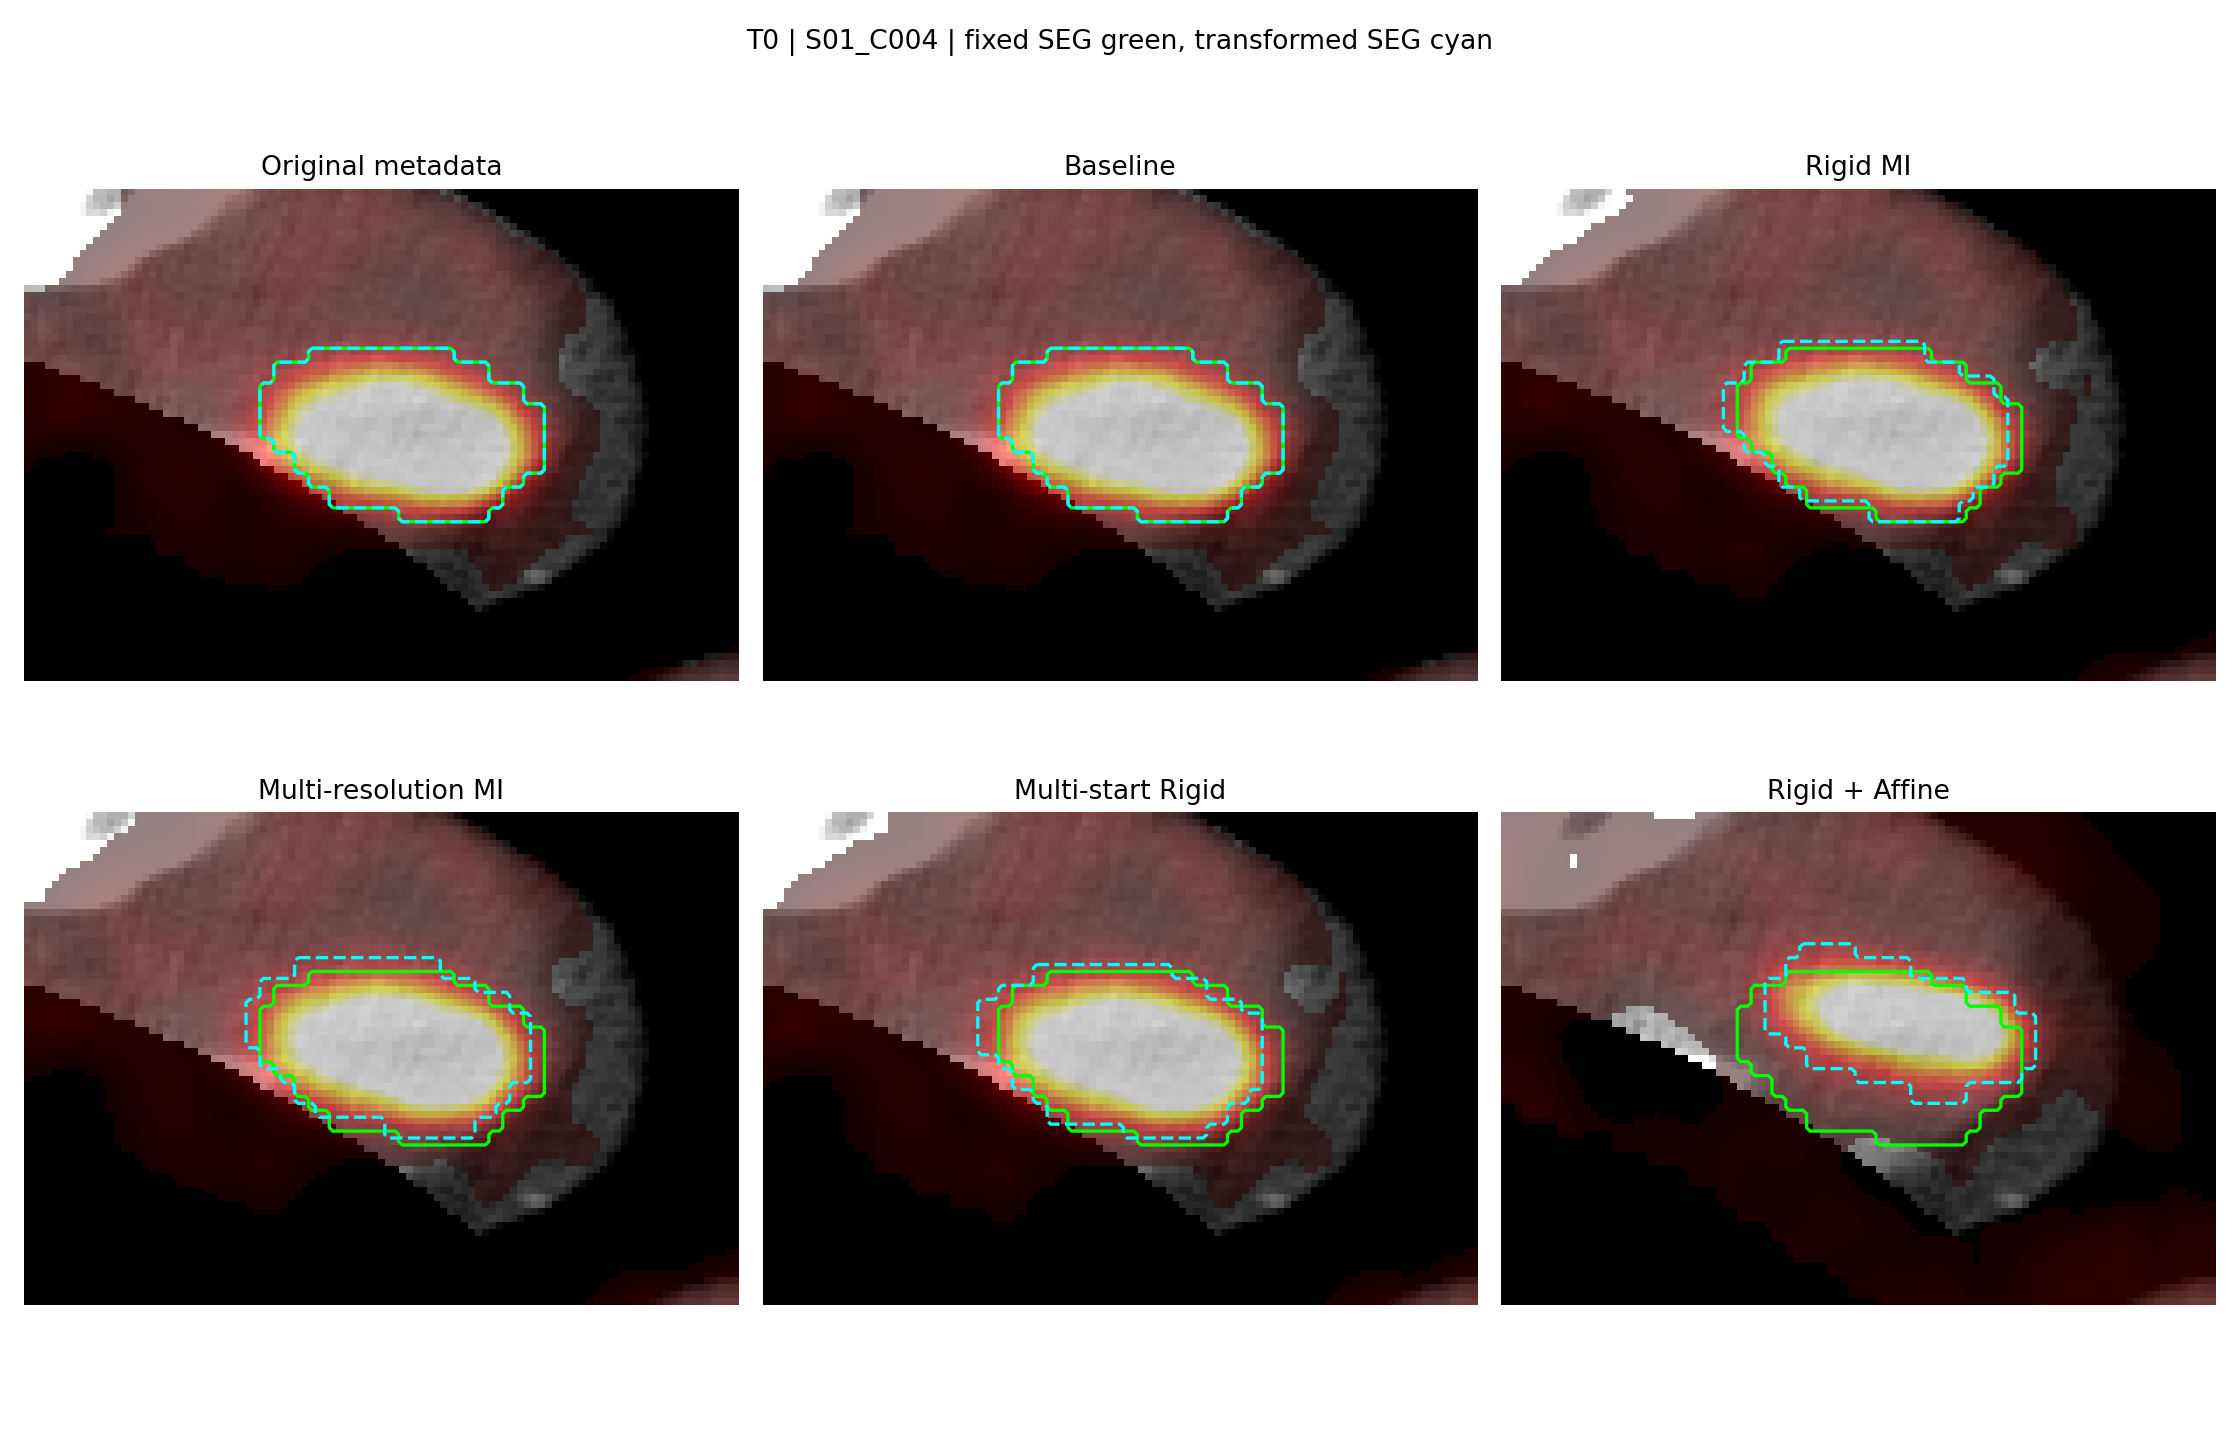 T0 | S01_C004 | fixed SEG green, transformed SEG cyan
Original metadata
Baseline
Rigid MI
Multi-resolution MI
Multi-start Rigid
Rigid + Affine